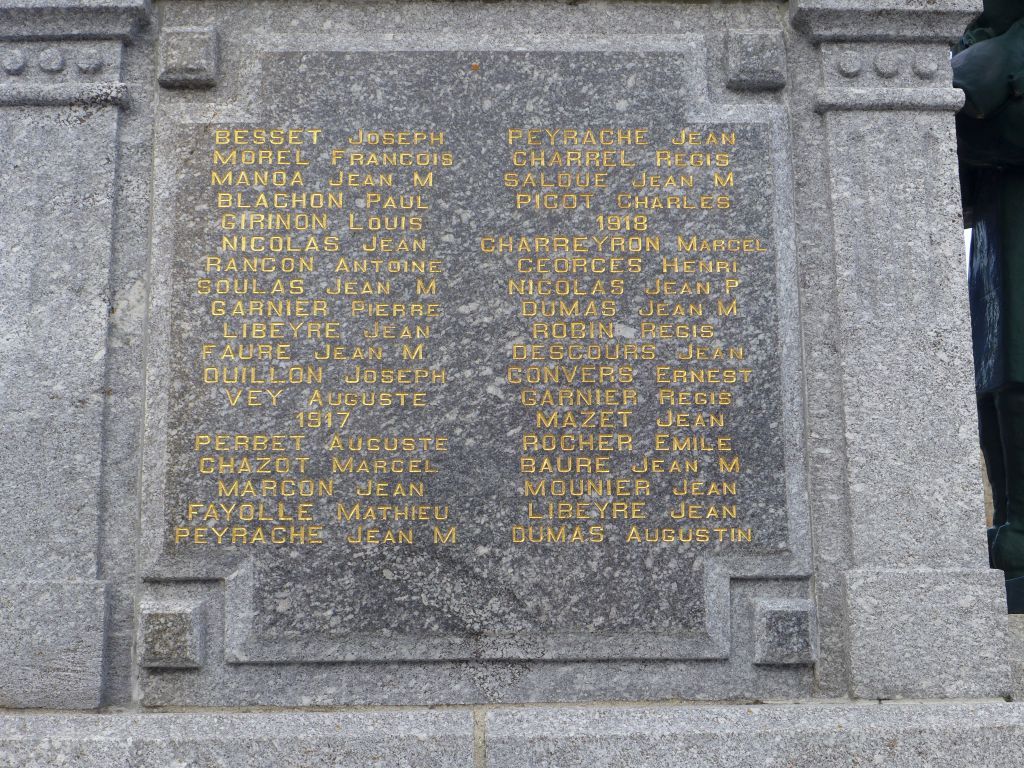 BESSET JOSEPH
MOREL FRANCOIS
MANOA JEAN M
BLACHON PAUL
GIRINON LOUIS
NICOLAS JEAN
RANCON ANTOINE
SOULAS JEAN M
GARNIER PIERRE
LIBEYRE JEAN
FAURE JEAN M
OUILLON JOSEPH
VEY AUGUSTE
1917
PERBET AUGUSTE
CHAZOT MARCEL
MARCON JEAN
FAYOLLE MATHIEU
PEYRACHE JEAN M
PEYRACHE JEAN
CHARREL REGIS
SALQUE JEAN M
PICOT CHARLES
1918
CHARREYRON MARCEL
GEORGES HENRI
NICOLAS JEAN P
DUMAS JEAN M
ROBIN REGIS
DESCOURS JEAN
CONVERS ERNEST
GARNIER REGIS
MAZET JEAN
ROCHER EMILE
BAURE JEAN M
MOUNIER JEAN
LIBEYRE JEAN
DUMAS AUGUSTIN